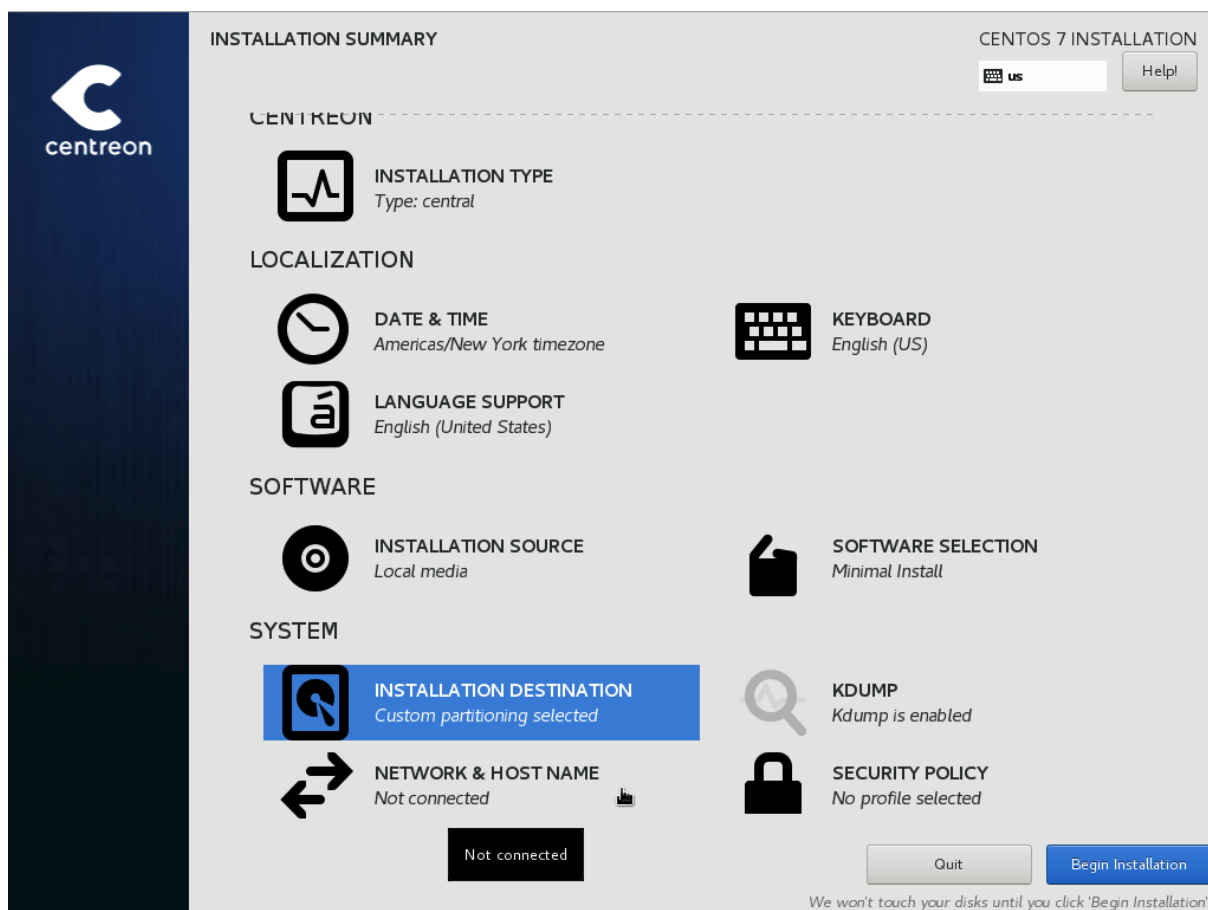 centreon
INSTALLATION SUMMARY
CENTOS 7 INSTALLATION
us
Help!
CENTREON
INSTALLATION TYPE
Type: central
LOCALIZATION
DATE & TIME
Americas/New York timezone
KEYBOARD
English (US)
LANGUAGE SUPPORT
English (United States)
SOFTWARE
INSTALLATION SOURCE
Local media
SOFTWARE SELECTION
Minimal Install
SYSTEM
INSTALLATION DESTINATION
Custom partitioning selected
KDUMP
Kdump is enabled
NETWORK & HOST NAME
Not connected
SECURITY POLICY
No profile selected
Not connected
Quit
Begin Installation
We won't touch your disks until you click 'Begin Installation'